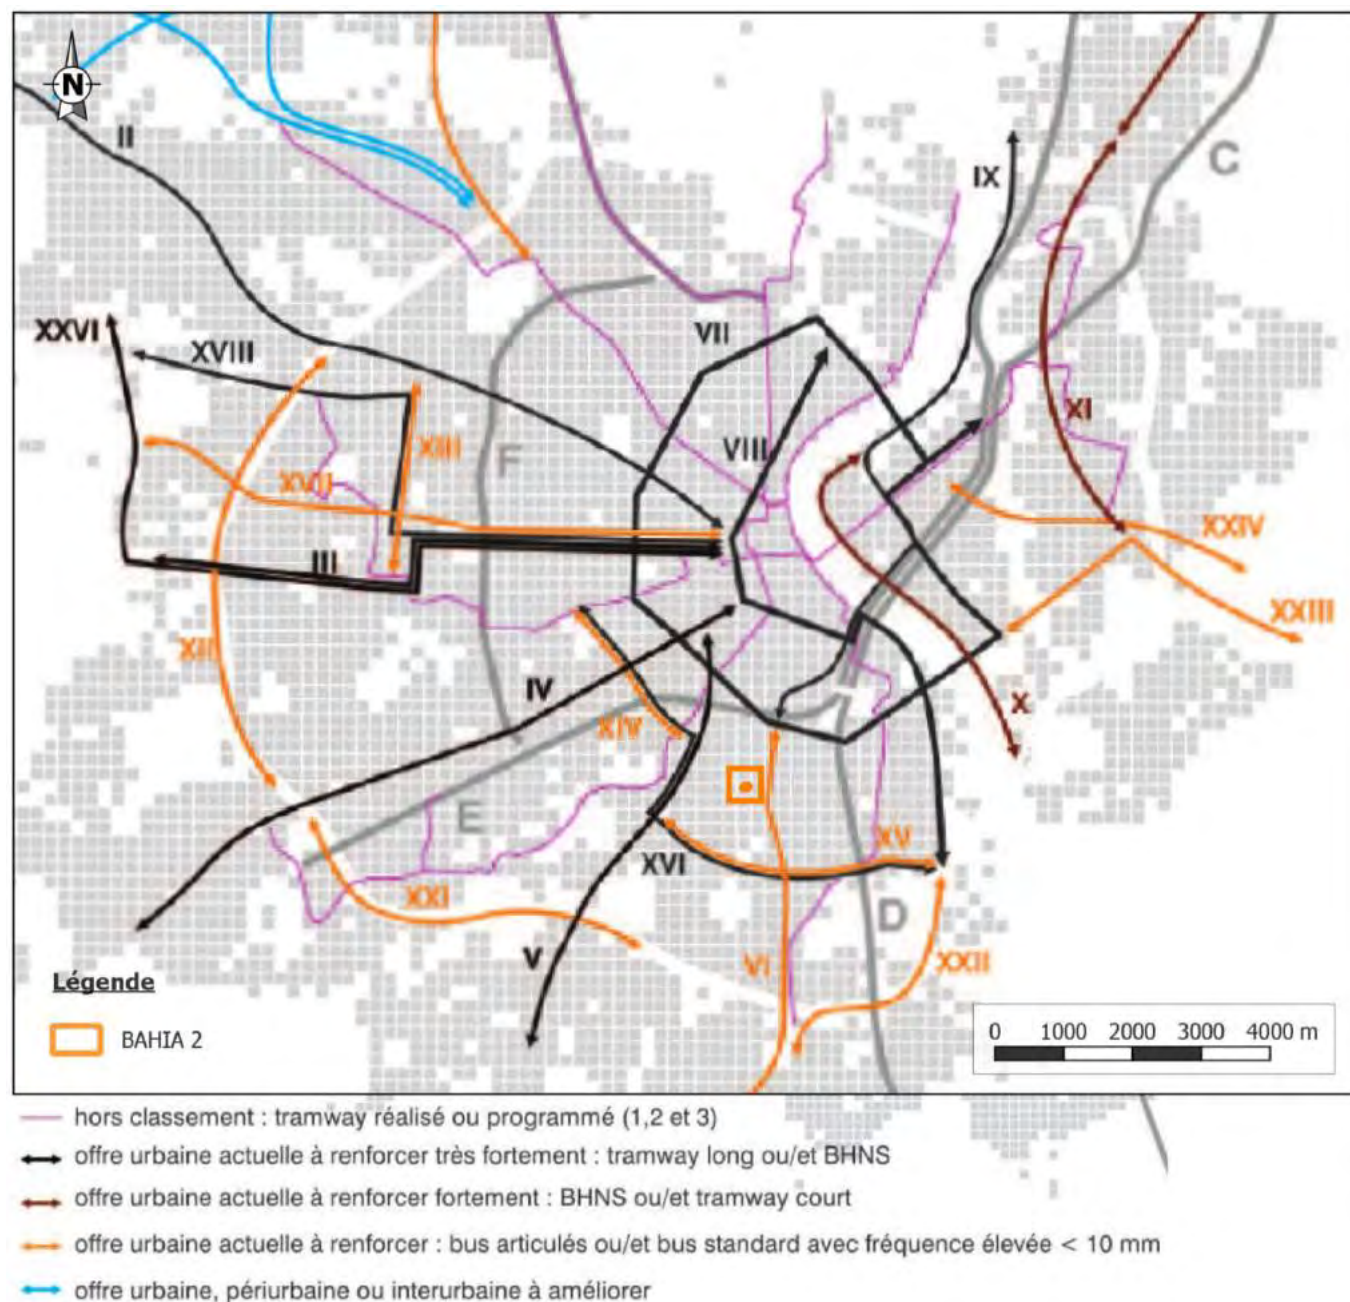 N
II
IX
C
XXVI
XVIII
VII
XI
VIII
XIII
F
XVII
XXIV
III
XXIII
XII
IV
X
XIV
E
XV
XVI
XXI
D
V
VI
XXII
Légende
BAHIA 2
0 1000 2000 3000 4000 m
hors classement : tramway réalisé ou programmé (1,2 et 3)
offre urbaine actuelle à renforcer très fortement : tramway long ou/et BHNS
offre urbaine actuelle à renforcer fortement : BHNS ou/et tramway court
offre urbaine actuelle à renforcer : bus articulés ou/et bus standard avec fréquence élevée < 10 mm
offre urbaine, périurbaine ou interurbaine à améliorer